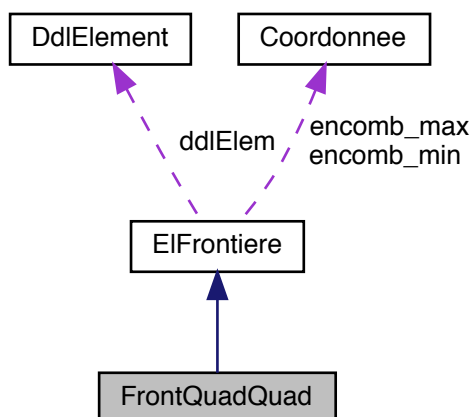 DdlElement
Coordonnee
ddlElem
encomb_max
encomb_min
ElFrontiere
FrontQuadQuad